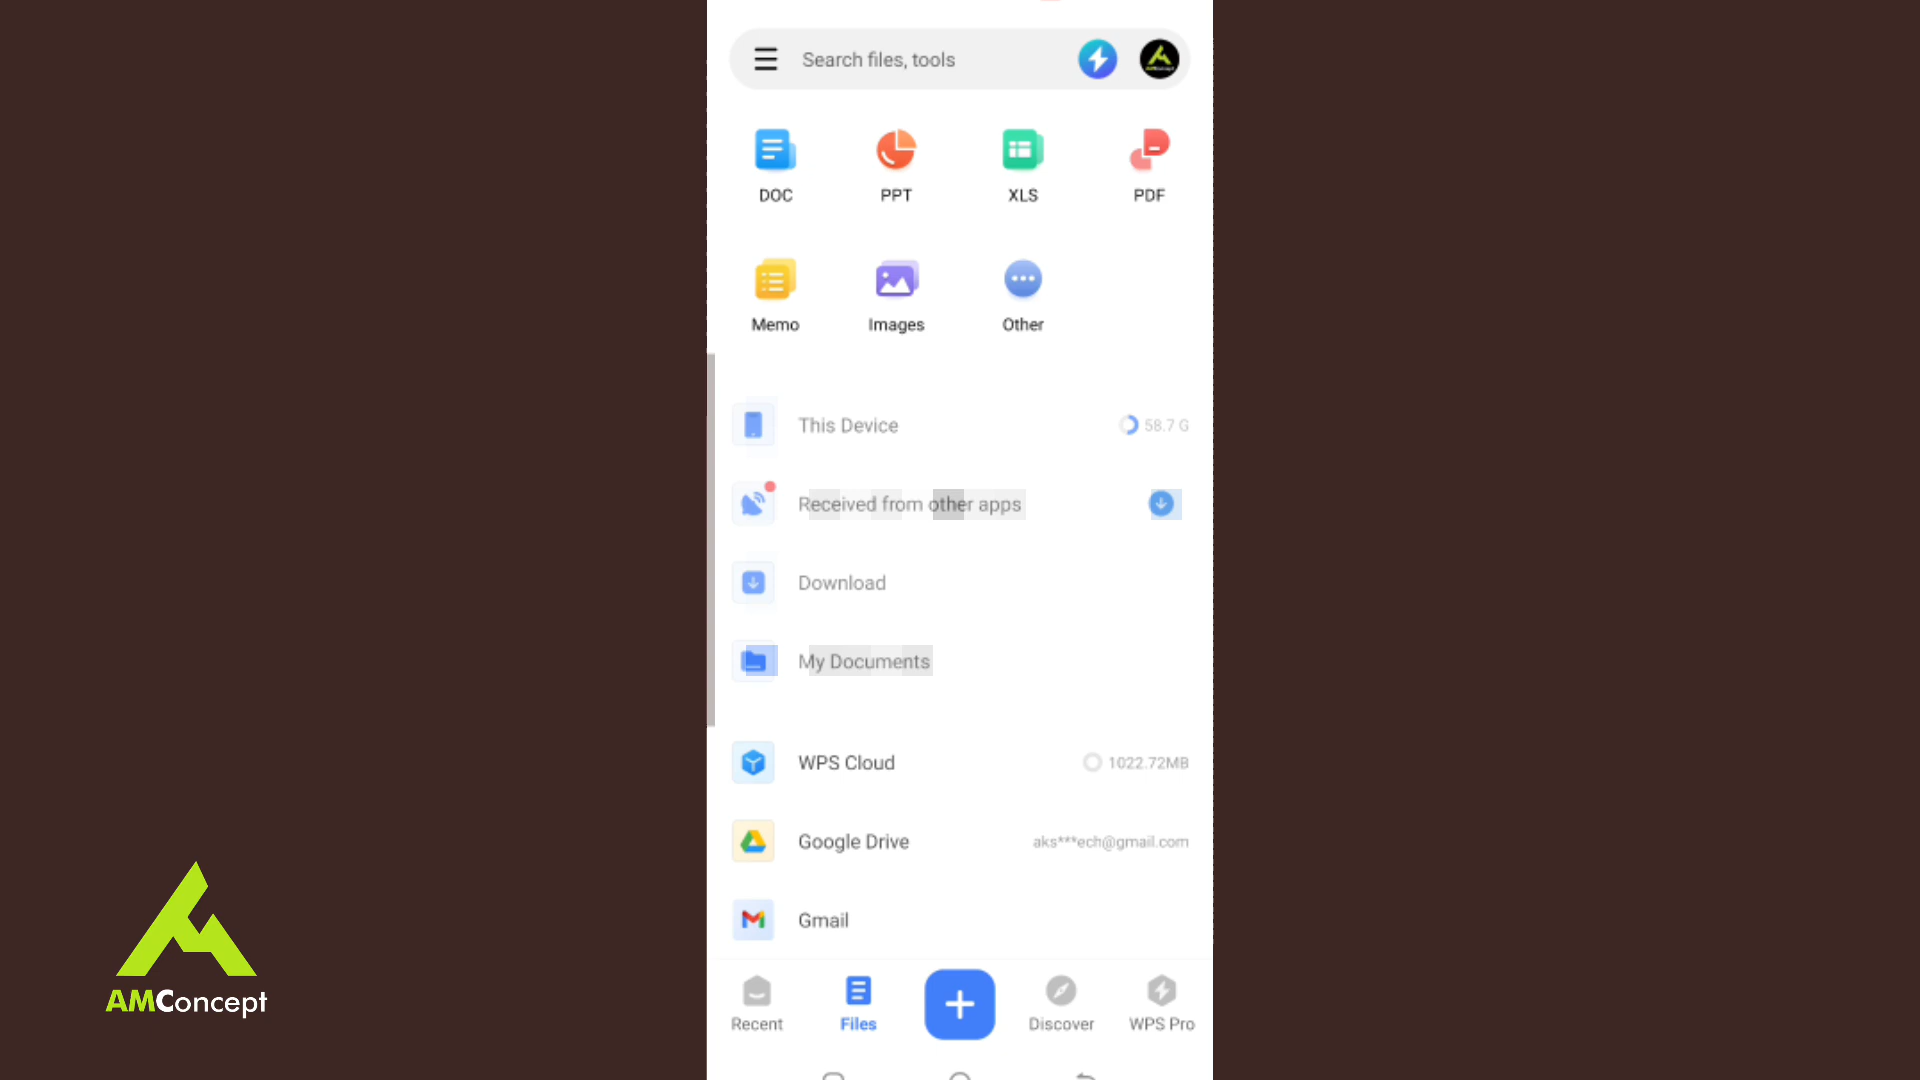 Search files, tools
DOC
PPT
XLS
PDF
Memo
Images
Other
This Device
58.7 G
Received from other apps
Download
My Documents
WPS Cloud
1022.72MB
Google Drive
aks***ech@gmail.com
Gmail
Recent
Files
Discover
WPS Pro
AMConcept